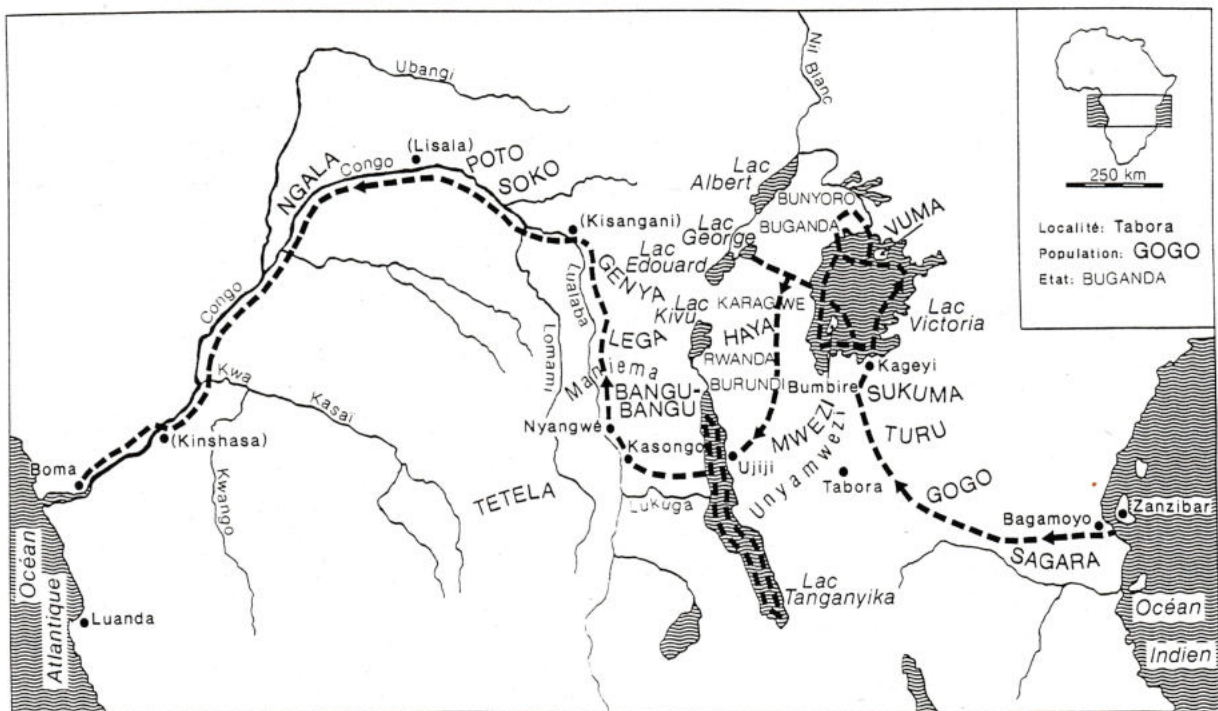 Ubangi
Nil Blanc
(Lisala)
Congo
POTO
SOKO
NGALA
Lac
Albert
BUNYORO
BUGANDA
VUMA
Lac
George
Lac
Edouard
(Kisangani)
GENYA
Lualaba
Congo
Lac
Kivu
KARAGWE
HAYA
Lac
Victoria
LEGA
Lomami
Maniema
RWANDA
BURUNDI
Bumbire
Kageyi
SUKUMA
BANGU-
BANGU
Kwa
Kasaï
Nyangwé
Kasongo
MWEZI
Unyamwezi
TURU
(Kinshasa)
Boma
Kwango
TETELA
Lukuga
Ujiji
Tabora
GOGO
Bagamoyo
Zanzibar
SAGARA
Océan
Atlantique
Luanda
Lac
Tanganyika
Océan
Indien
250 km
Localité: Tabora
Population: GOGO
Etat: BUGANDA